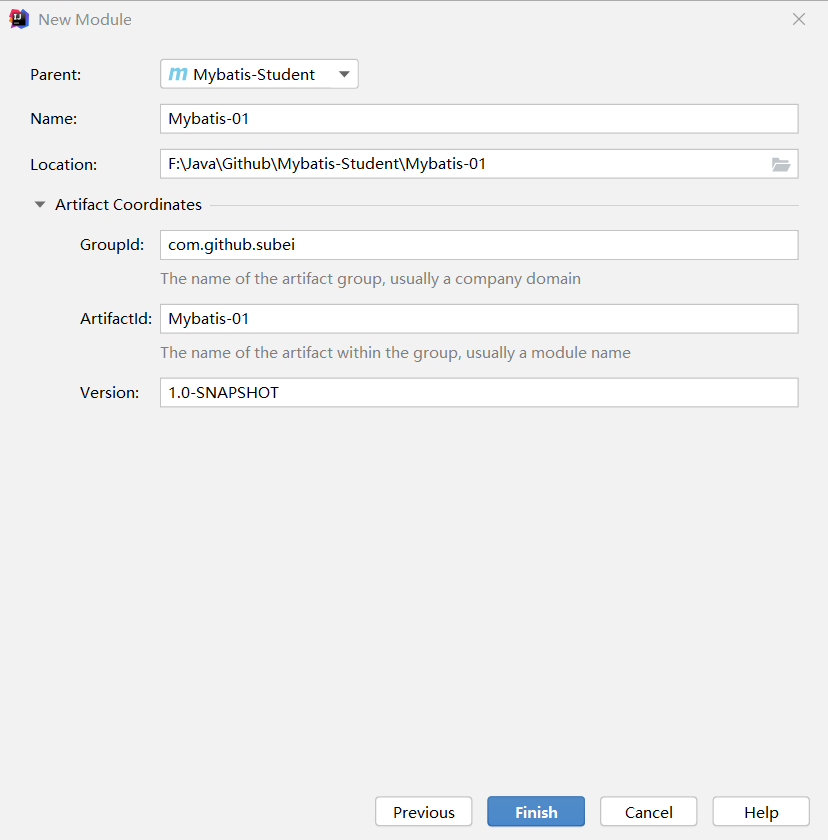 New Module
Parent: Mybatis-Student
Name: Mybatis-01
Location: F:\Java\Github\Mybatis-Student\Mybatis-01
Artifact Coordinates
GroupId: com.github.subei
The name of the artifact group, usually a company domain
ArtifactId: Mybatis-01
The name of the artifact within the group, usually a module name
Version: 1.0-SNAPSHOT
Previous Finish Cancel Help